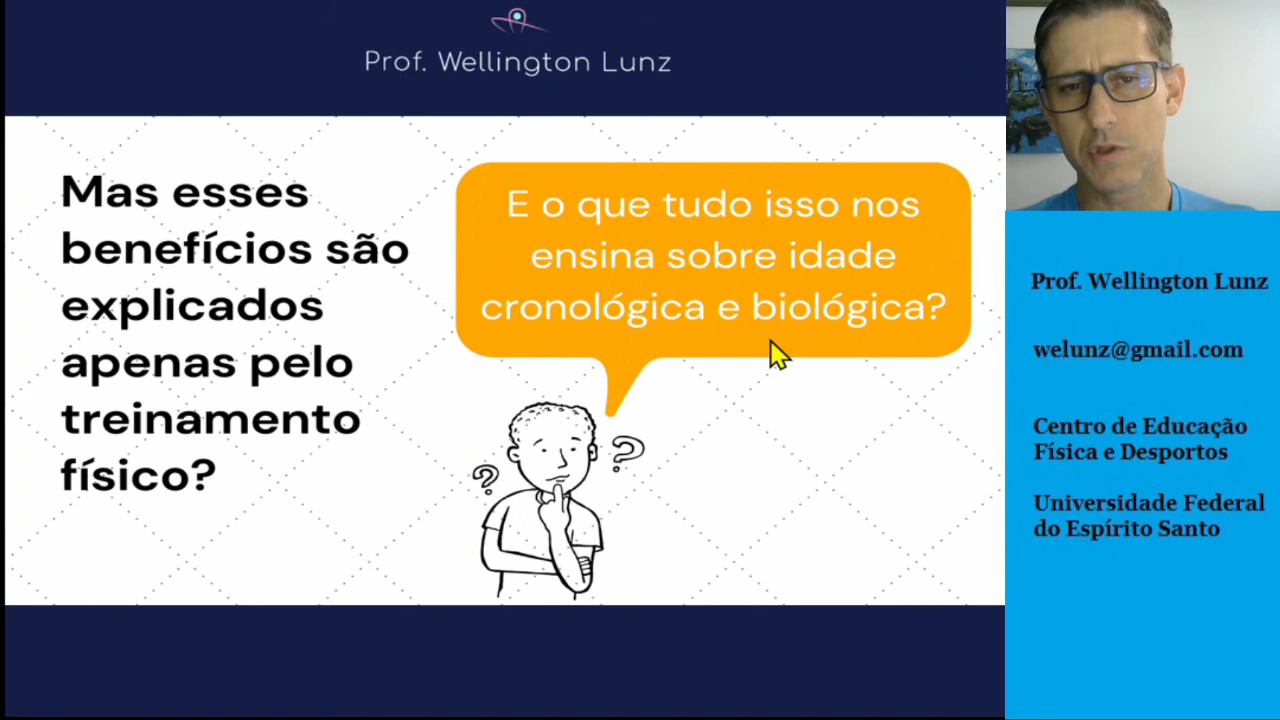 Prof. Wellington Lunz
Mas esses
benefícios são
explicados
apenas pelo
treinamento
físico?
E o que tudo isso nos
ensina sobre idade
cronológica e biológica?
?
?
Prof. Wellington Lunz
welunz@gmail.com
Centro de Educação
Física e Desportos
Universidade Federal
do Espírito Santo